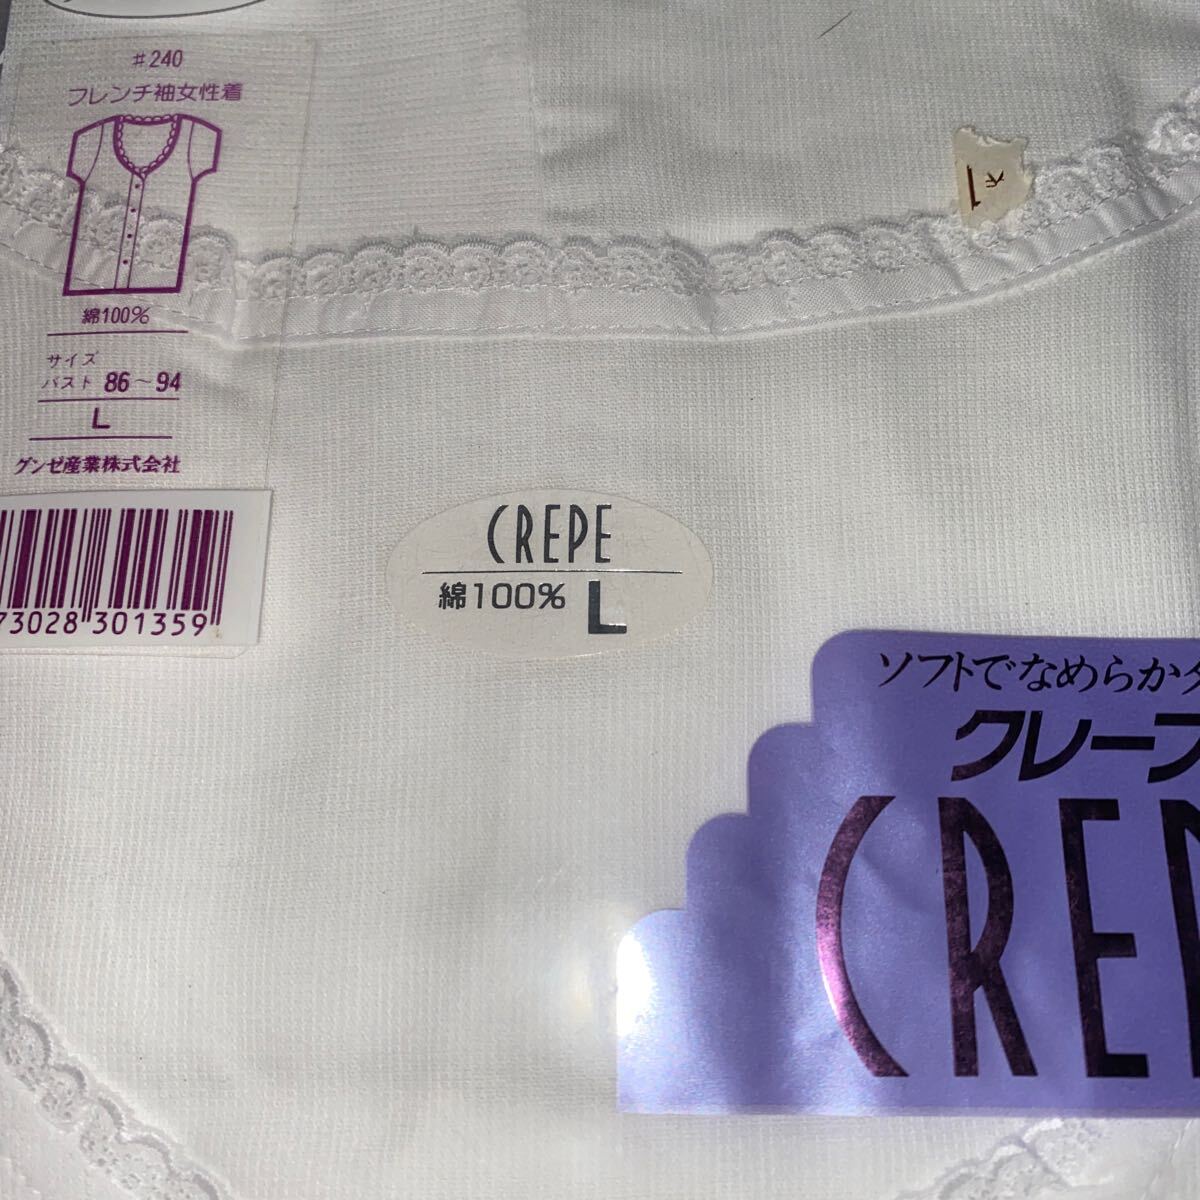 #240
フレンチ袖女性着
綿100%
サイズ
バスト 86～94
L
グンゼ産業株式会社
73028 301359
CREPE
綿100% L
ソフトでなめらか
クレープ
CREP